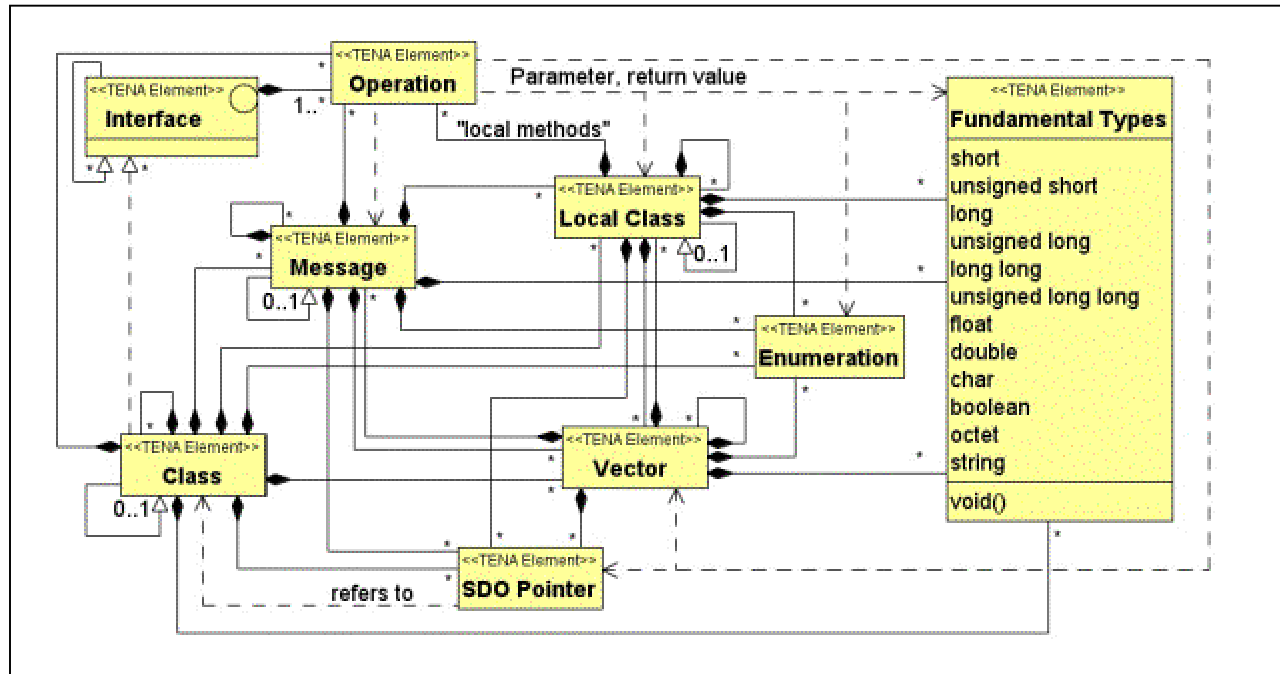 <<TENA Element>>
Operation
<<TENA Element>>
Interface
*
1..*
*
*
Parameter, return value
"local methods"
<<TENA Element>>
Fundamental Types
short
unsigned short
long
unsigned long
long long
unsigned long long
float
double
char
boolean
octet
string
void()
*
*
*
<<TENA Element>>
Local Class
*
*
*
*
0..1
*
<<TENA Element>>
Message
*
*
0..1
*
*
*
<<TENA Element>>
Enumeration
*
*
*
*
*
<<TENA Element>>
Class
*
0..1
<<TENA Element>>
Vector
*
*
*
*
*
<<TENA Element>>
SDO Pointer
*
*
*
*
refers to
*